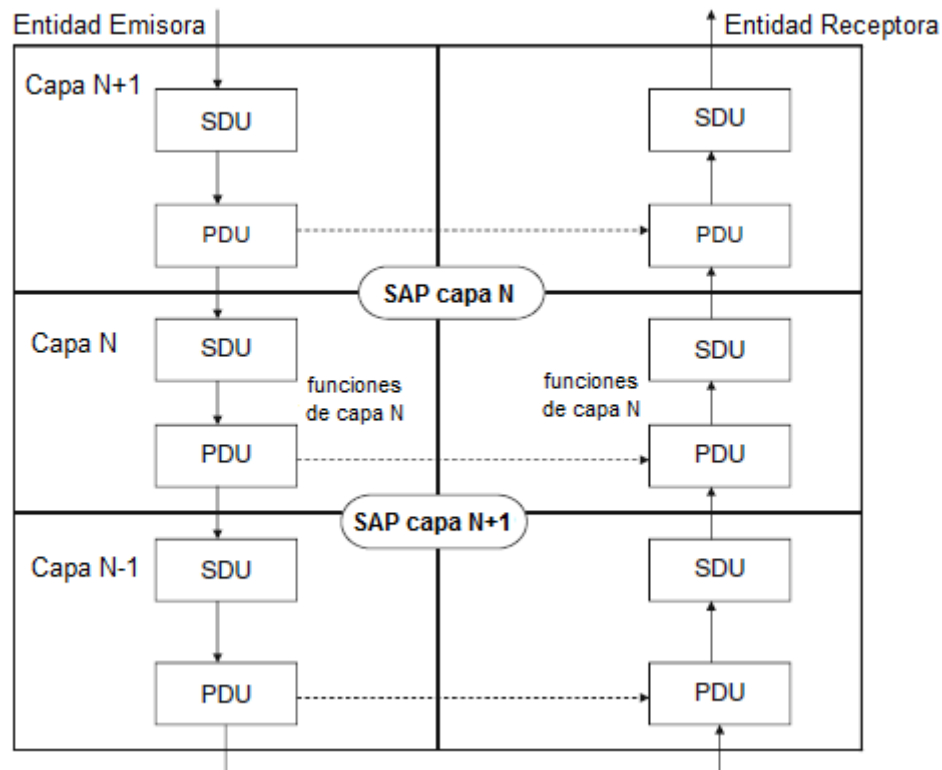 Entidad Emisora
Entidad Receptora
Capa N+1
SDU
SDU
PDU
PDU
SAP capa N
Capa N
SDU
SDU
funciones
de capa N
funciones
de capa N
PDU
PDU
SAP capa N+1
Capa N-1
SDU
SDU
PDU
PDU